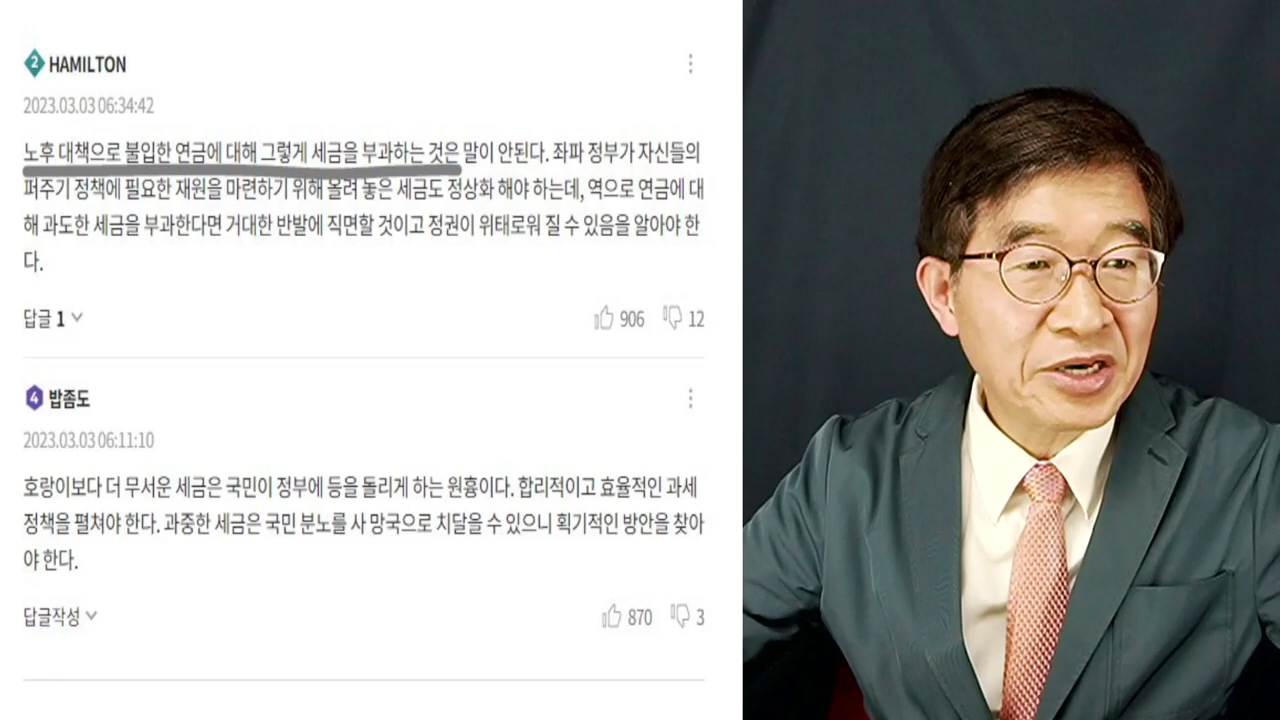 2 HAMILTON
2023.03.03 06:34:42
노후 대책으로 불입한 연금에 대해 그렇게 세금을 부과하는 것은 말이 안된다. 좌파 정부가 자신들의
퍼주기 정책에 필요한 재원을 마련하기 위해 올려 놓은 세금도 정상화 해야 하는데, 역으로 연금에 대
해 과도한 세금을 부과한다면 거대한 반발에 직면할 것이고 정권이 위태로워 질 수 있음을 알아야 한
다.
답글 1
906 12
4 밥좀도
2023.03.03 06:11:10
호랑이보다 더 무서운 세금은 국민이 정부에 등을 돌리게 하는 원흉이다. 합리적이고 효율적인 과세
정책을 펼쳐야 한다. 과중한 세금은 국민 분노를 사 망국으로 치달을 수 있으니 획기적인 방안을 찾아
야 한다.
답글작성
870 3